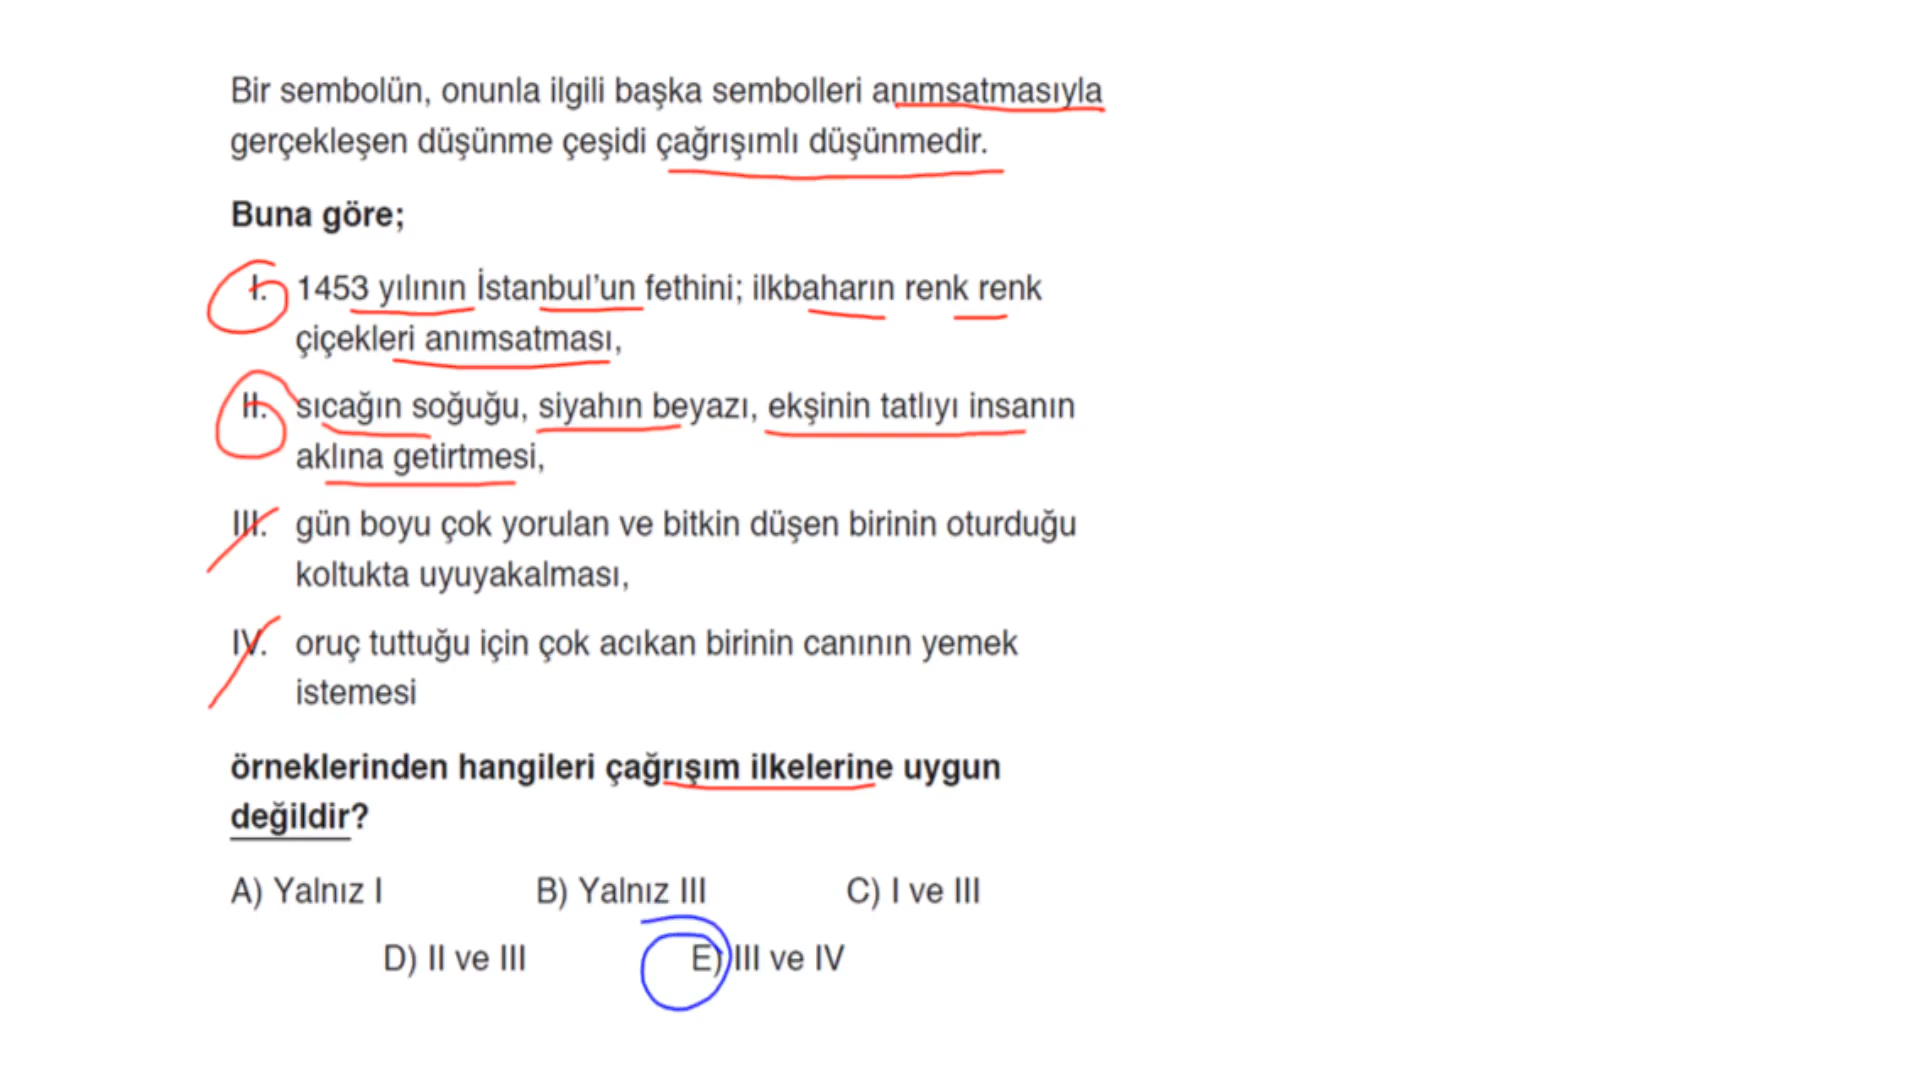 Bir sembolün, onunla ilgili başka sembolleri anımsatmasıyla
gerçekleşen düşünme çeşidi çağrışımlı düşünmedir.
Buna göre;
I. 1453 yılının İstanbul'un fethini; ilkbaharın renk renk
çiçekleri anımsatması,
II. sıcağın soğuğu, siyahın beyazı, ekşinin tatlıyı insanın
aklına getirtmesi,
III. gün boyu çok yorulan ve bitkin düşen birinin oturduğu
koltukta uyuyakalması,
IV. oruç tuttuğu için çok acıkan birinin canının yemek
istemesi
örneklerinden hangileri çağrışım ilkelerine uygun
değildir?
A) Yalnız I B) Yalnız III C) I ve III
D) II ve III E) III ve IV